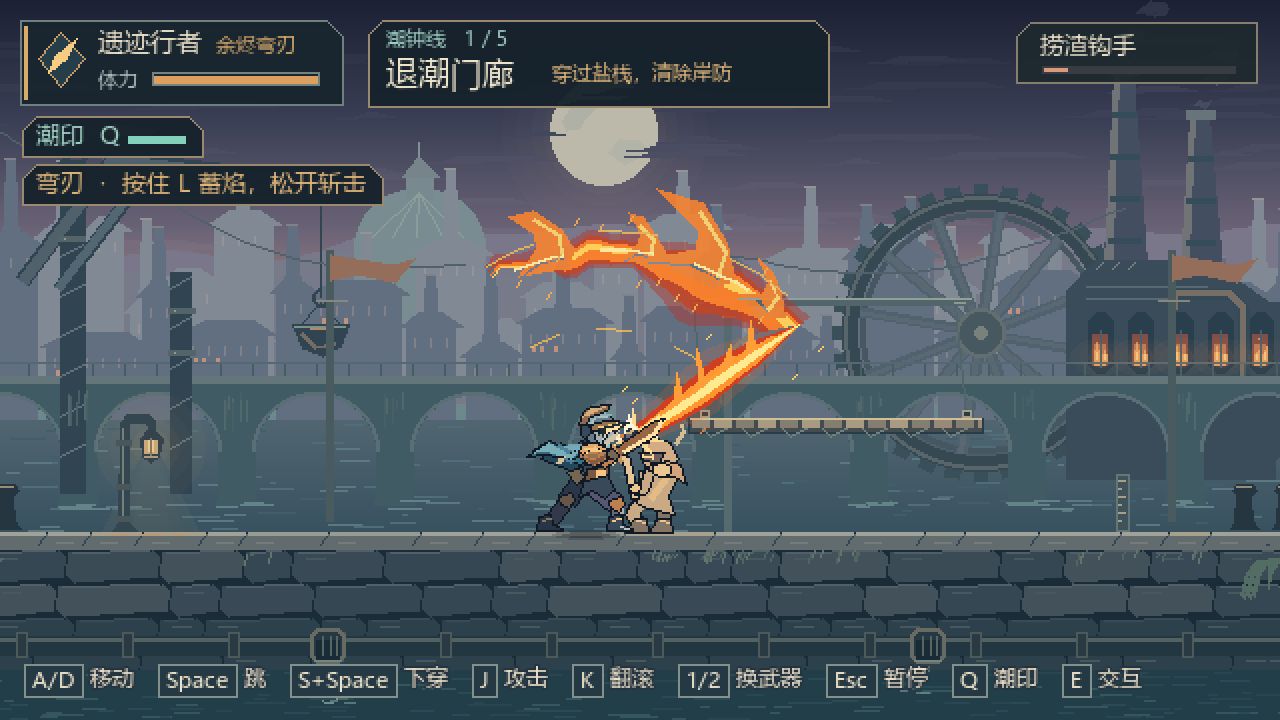 遗迹行者 余烬弯刃
体力
潮钟线 1/5
退潮门廊 穿过盐栈，清除岸防
捞渣钩手
潮印 Q
弯刃 · 按住 L 蓄焰，松开斩击
A/D 移动 Space 跳 S+Space 下穿 J 攻击 K 翻滚 1/2 换武器 Esc 暂停 Q 潮印 E 交互